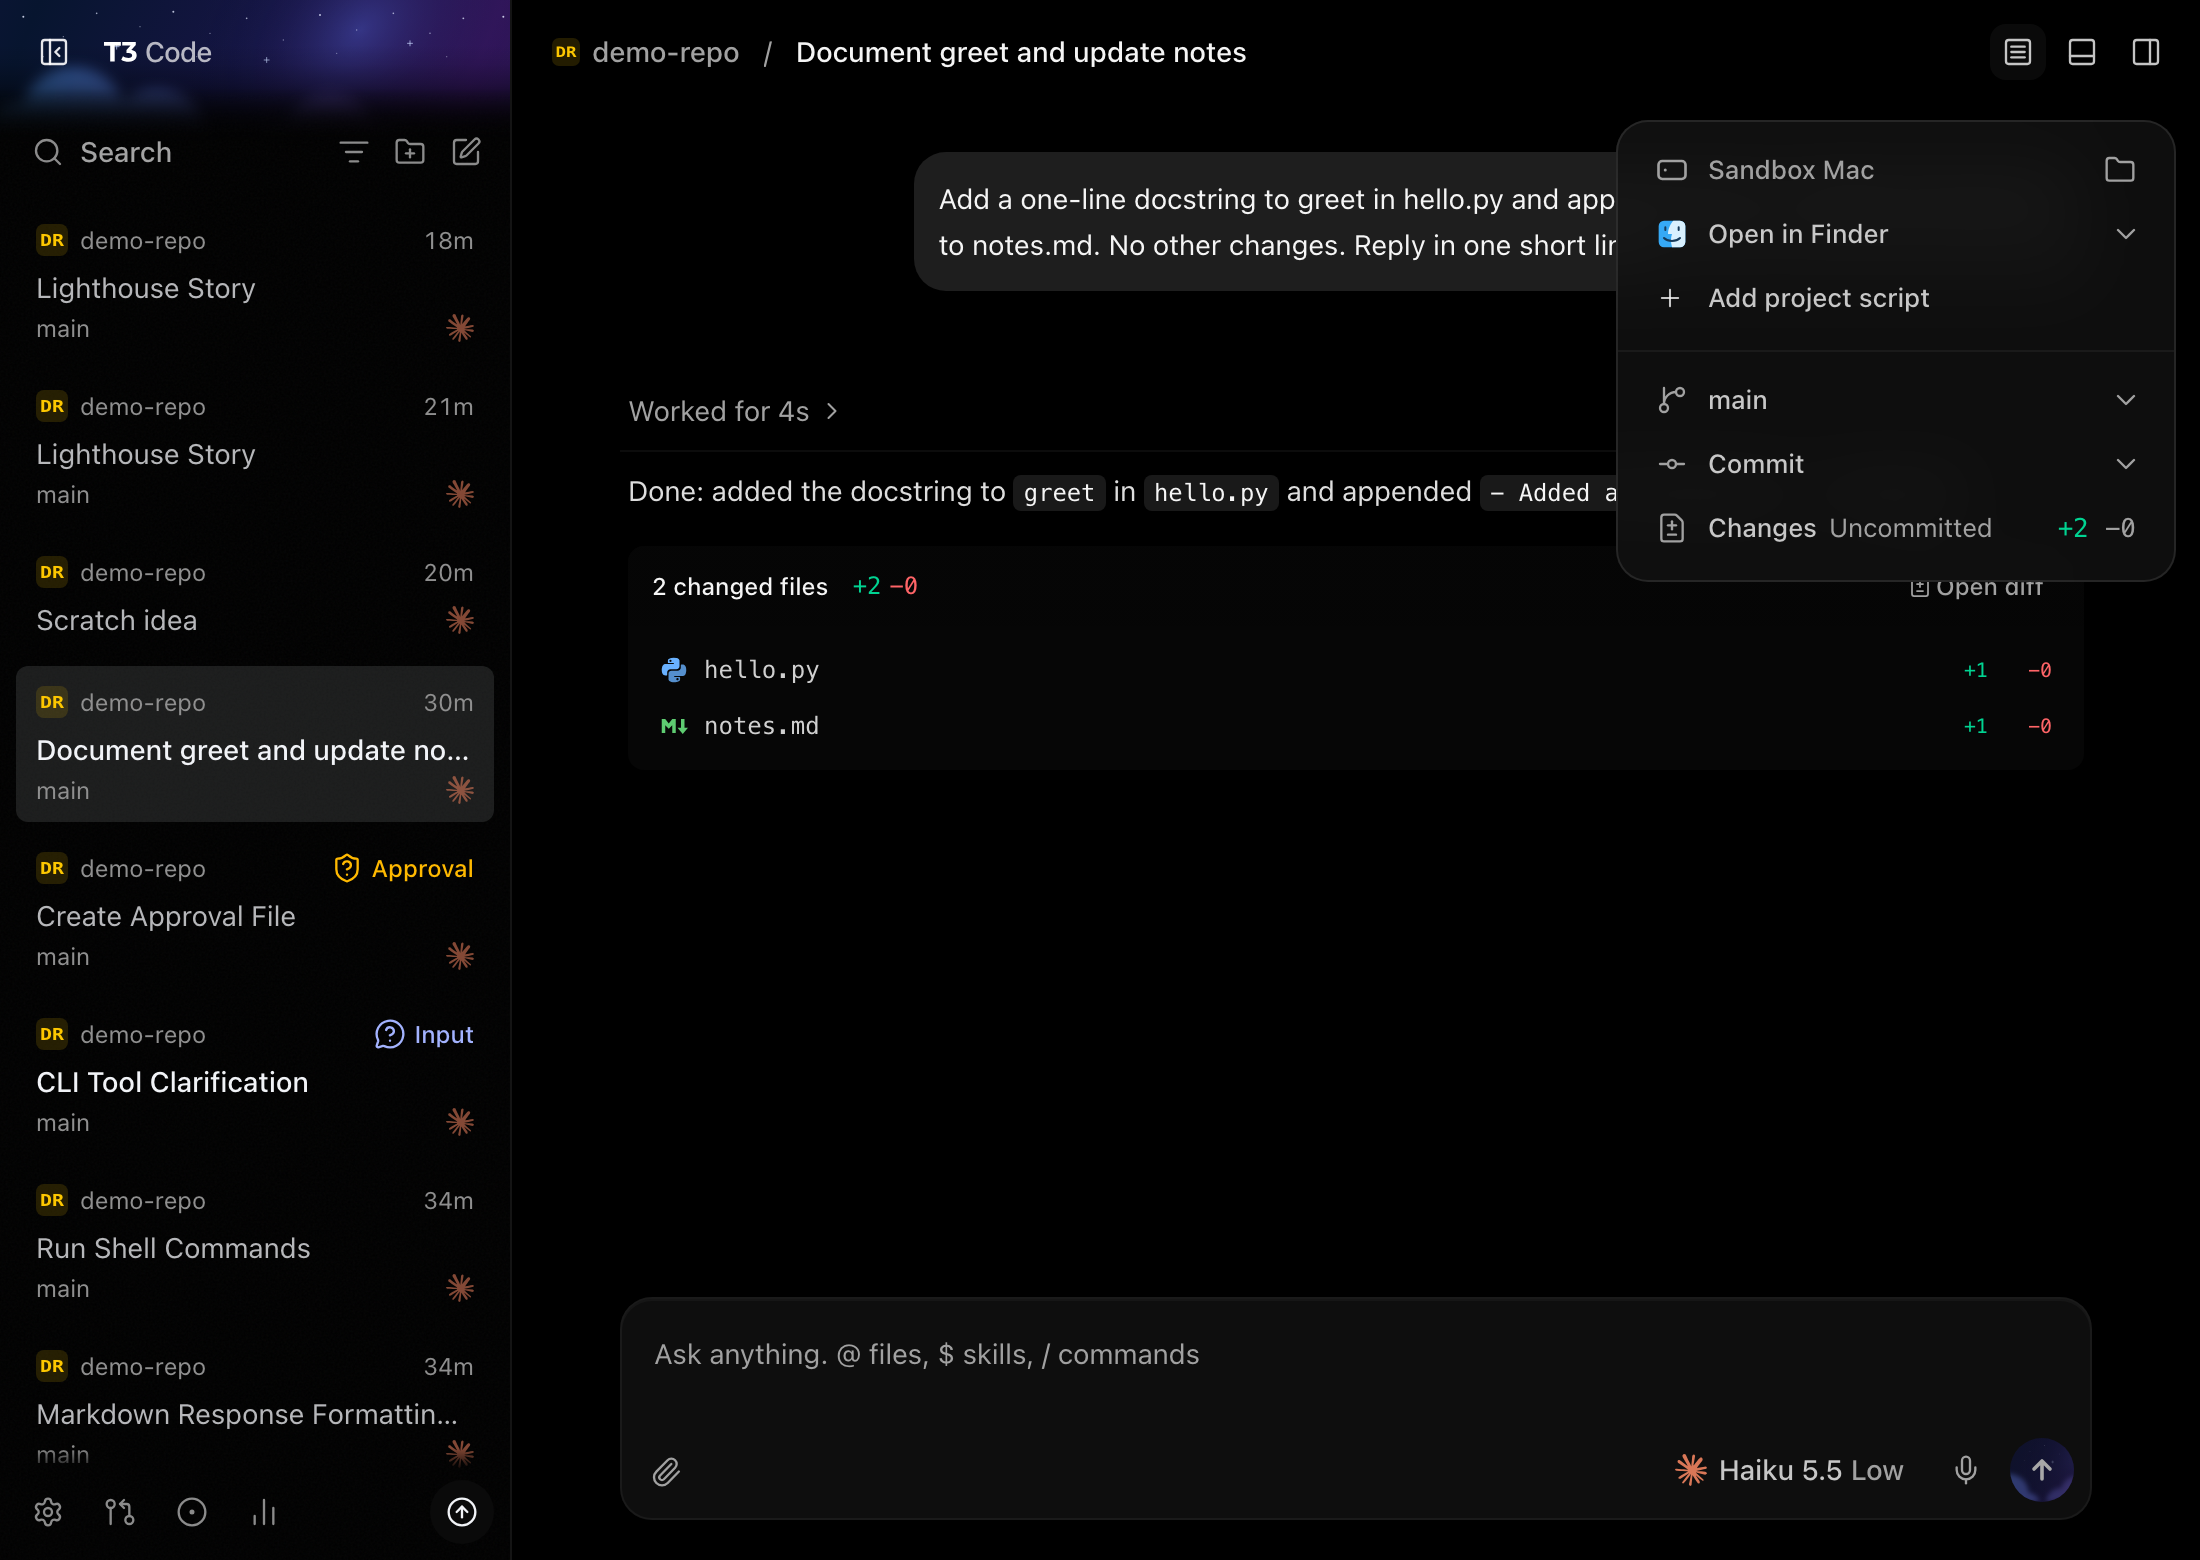 T3 Code
Search
DR demo-repo 18m
Lighthouse Story
main
DR demo-repo 21m
Lighthouse Story
main
DR demo-repo 20m
Scratch idea
DR demo-repo 30m
Document greet and update no...
main
DR demo-repo Approval
Create Approval File
main
DR demo-repo Input
CLI Tool Clarification
main
DR demo-repo 34m
Run Shell Commands
main
DR demo-repo 34m
Markdown Response Formattin...
main
DR demo-repo / Document greet and update notes
Add a one-line docstring to greet in hello.py and app
to notes.md. No other changes. Reply in one short lin
Worked for 4s
Done: added the docstring to greet in hello.py and appended - Added a
2 changed files +2 -0
Open diff
hello.py +1 -0
M notes.md +1 -0
Sandbox Mac
Open in Finder
Add project script
main
Commit
Changes Uncommitted +2 -0
Ask anything. @ files, $ skills, / commands
Haiku 5.5 Low